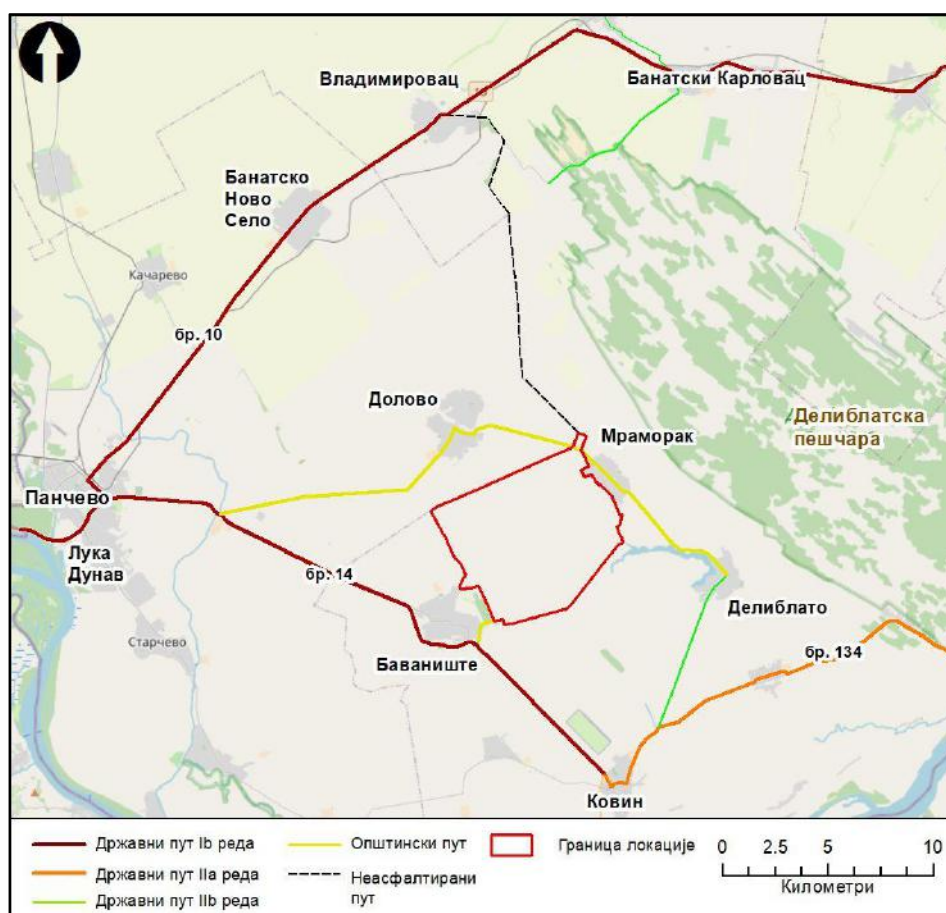 Владимировац
Банатски Карловац
Банатско
Ново
Село
Качарево
бр. 10
Долово
Мраморак
Делиблатска
пешчара
Панчево
Лука
Дунав
бр. 14
Делиблато
Старчево
Баваниште
бр. 134
Ковин
Државни пут Ib реда
Општински пут
Граница локације
0 2.5 5 10
Километри
Државни пут IIa реда
Неасфалтирани
пут
Државни пут IIb реда